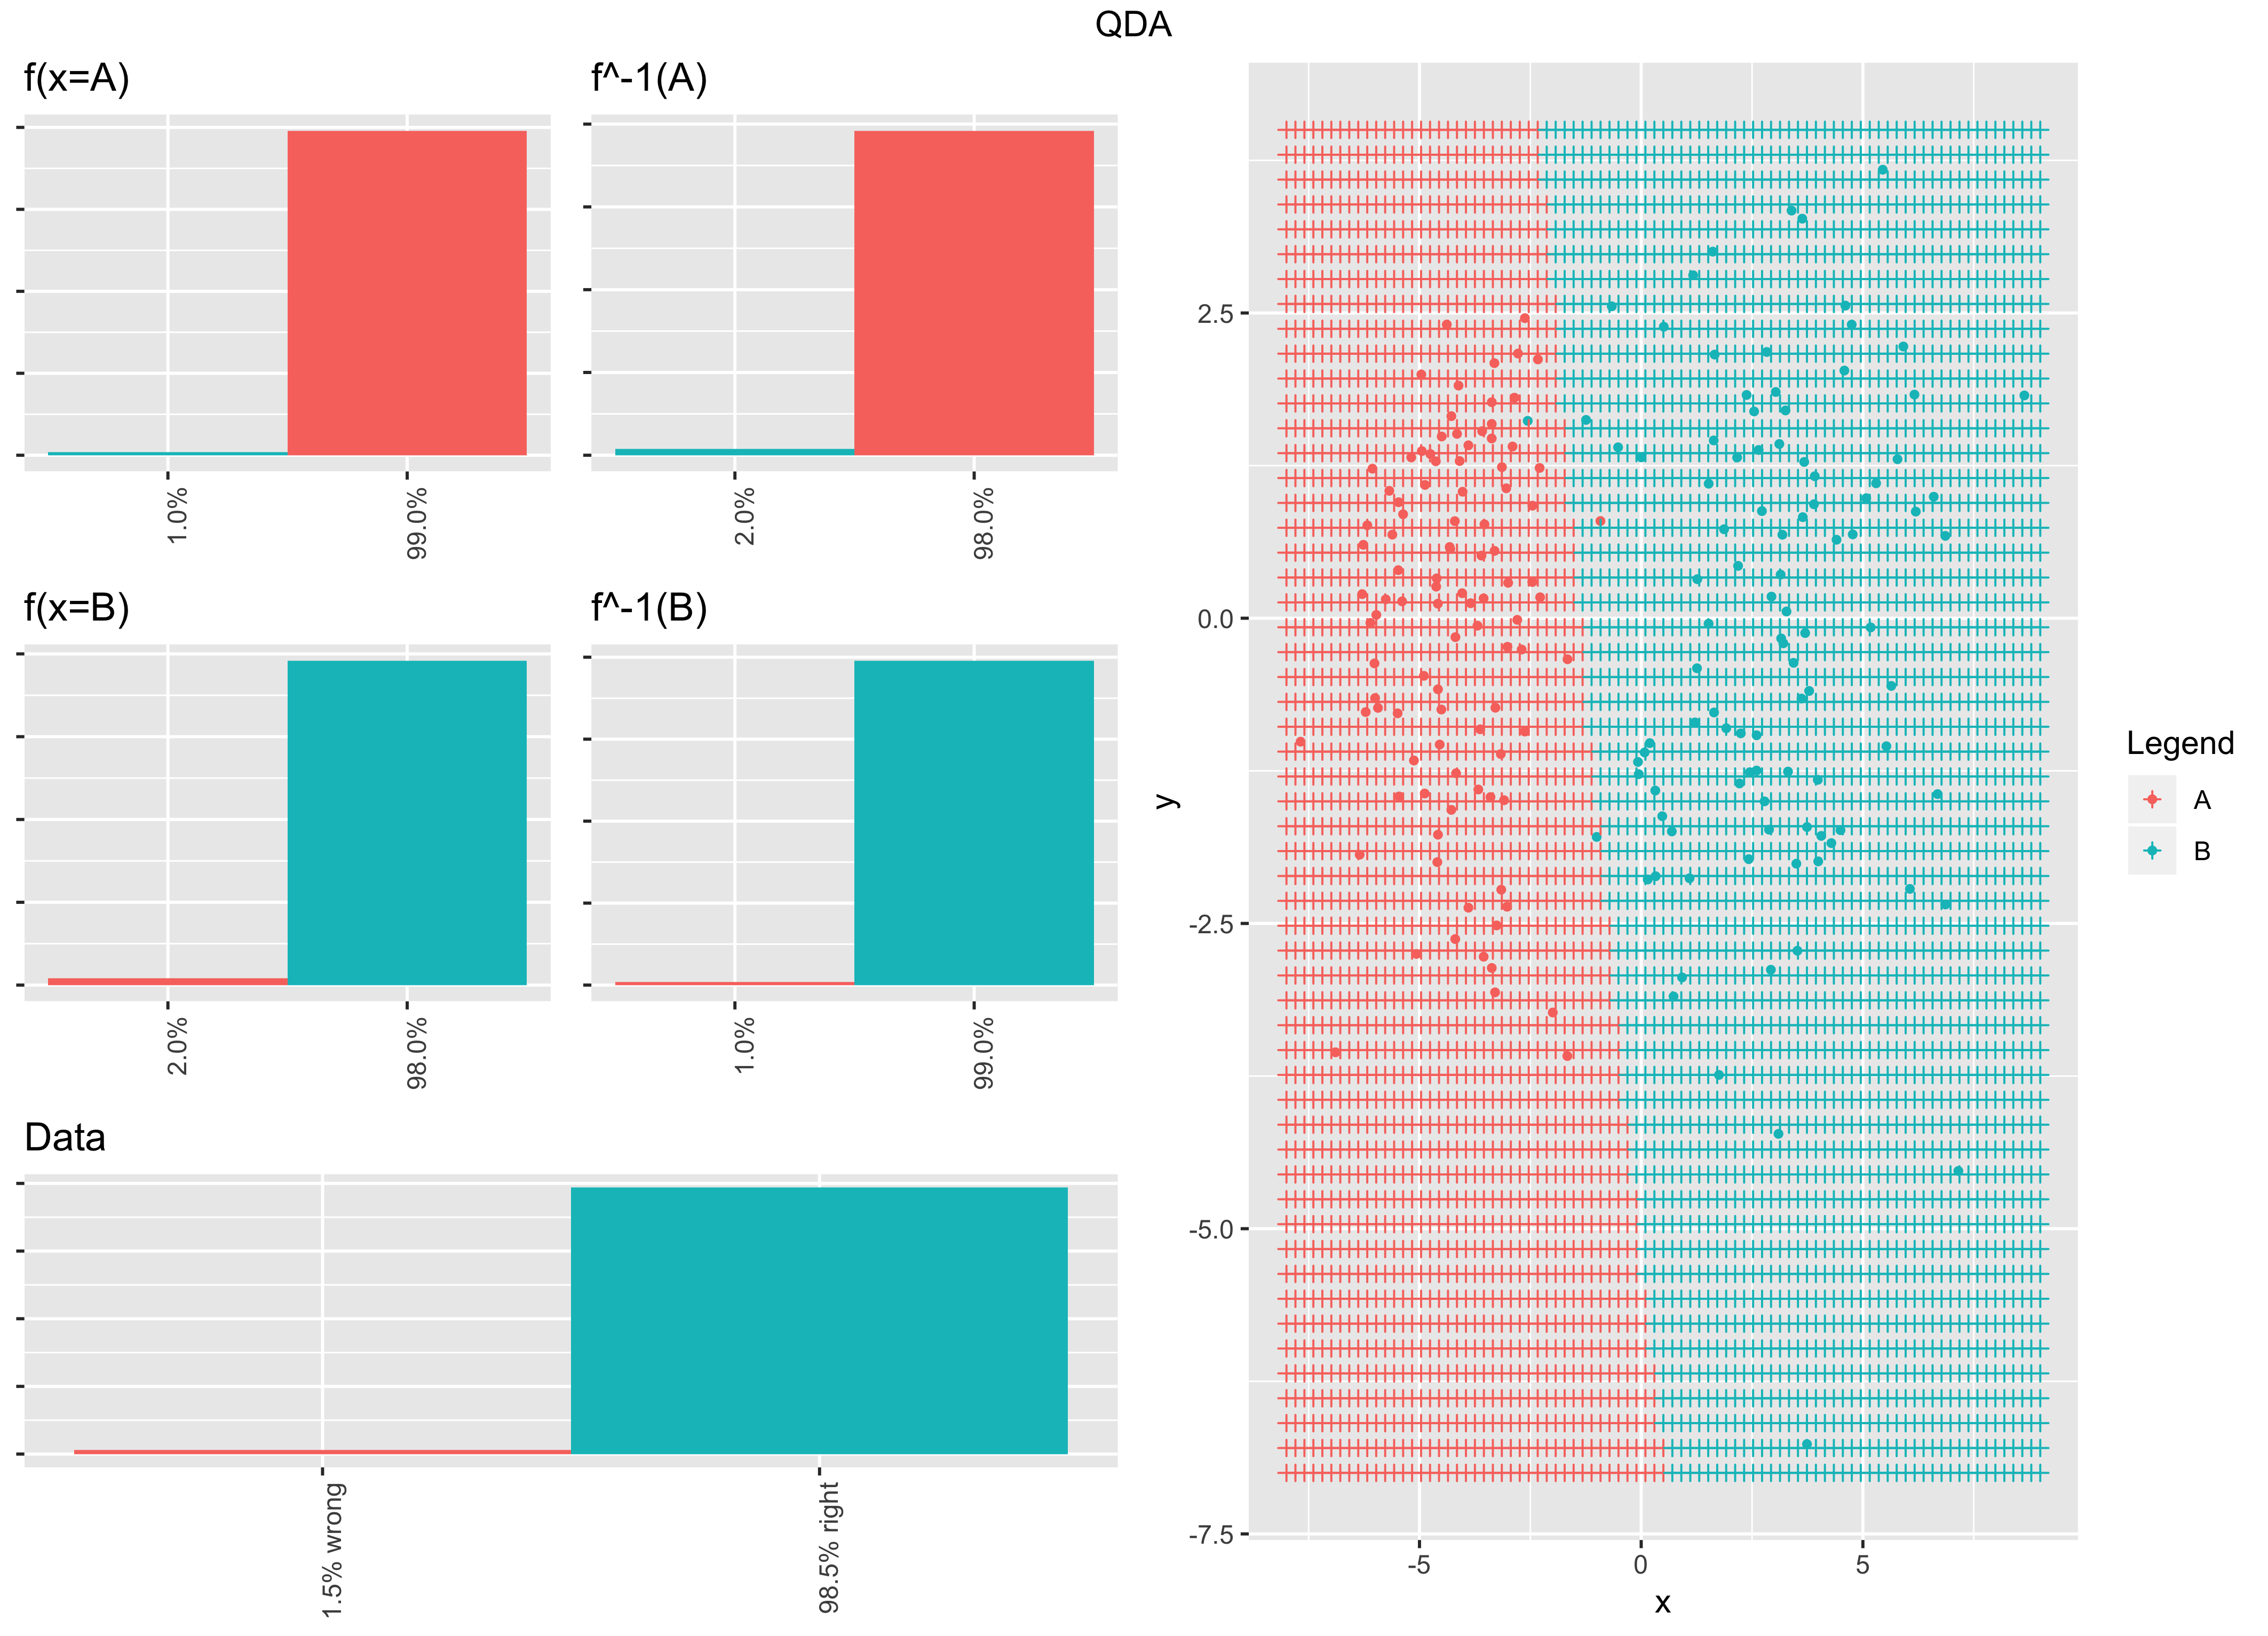 QDA
f(x=A)
1.0%
99.0%
f^-1(A)
2.0%
98.0%
f(x=B)
2.0%
98.0%
f^-1(B)
1.0%
99.0%
Data
1.5% wrong
98.5% right
y
2.5
0.0
-2.5
-5.0
-7.5
-5
0
5
x
Legend
A
B